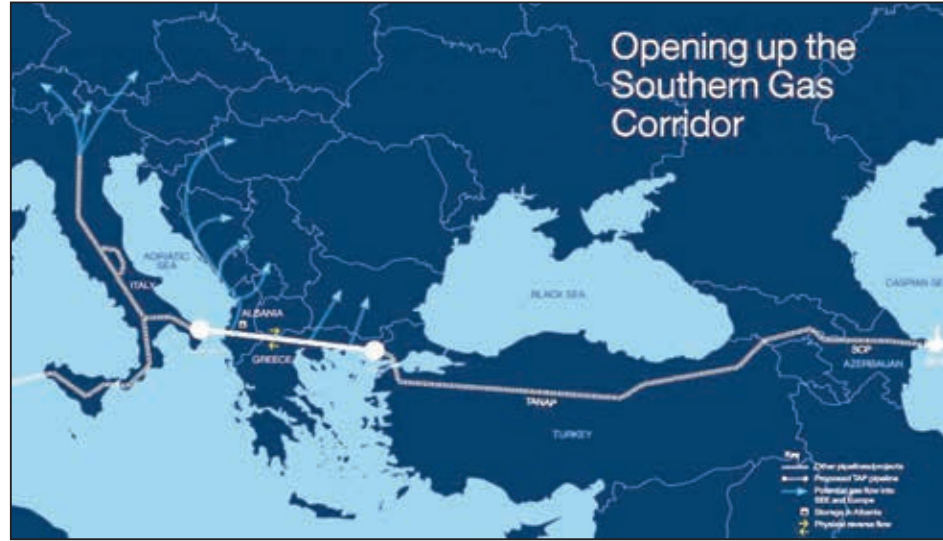 Opening up the
Southern Gas
Corridor
ADRIATIC
SEA
ITALY
ALBANIA
GREECE
BLACK SEA
CASPIAN SE
SCP
AZERBAIJAN
TANAP
TURKEY
Key
Other pipelines/projects
Proposed TAP pipeline
Potential gas flow into
SEE and Europe
Storage in Albania
Physical reverse flow